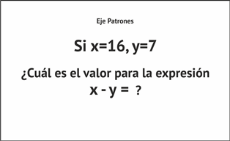 Eje Patrones
Si x=16, y=7
¿Cuál es el valor para la expresión
x - y = ?